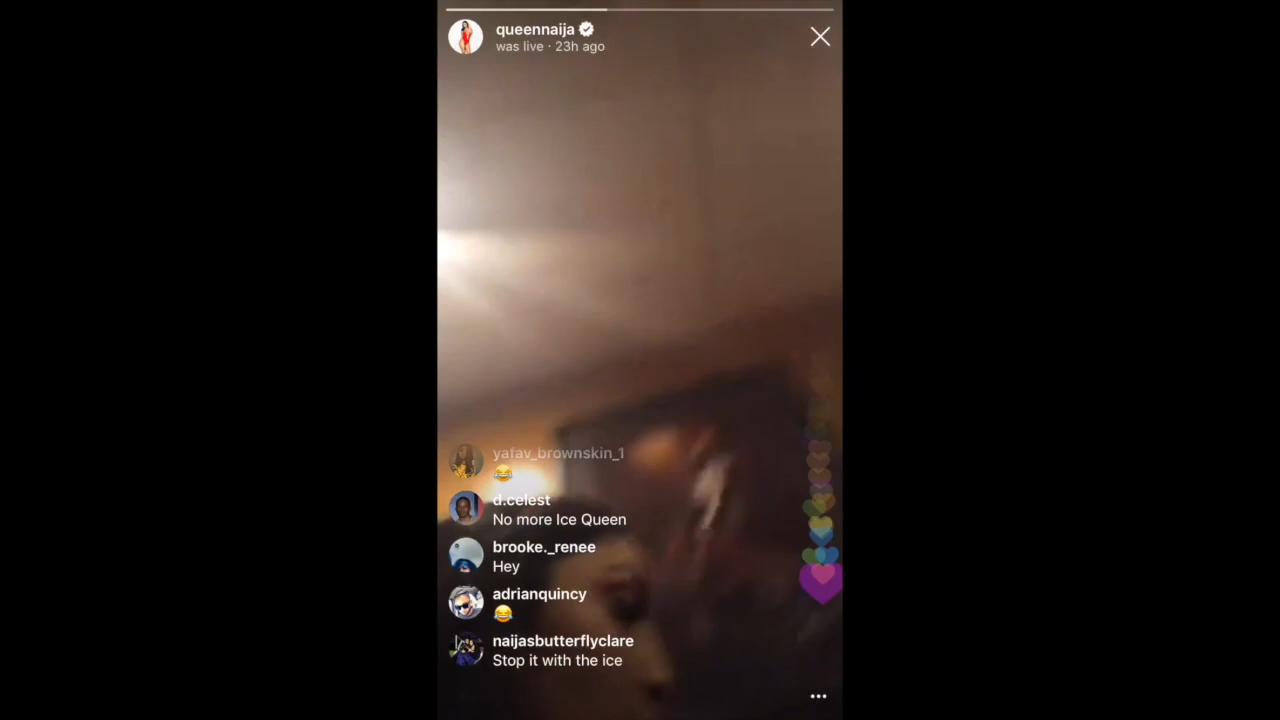 queennaija
was live · 23h ago
yafav_brownskin_1
😂
d.celest
No more Ice Queen
brooke._renee
Hey
adrianquincy
😂
naijasbutterflyclare
Stop it with the ice